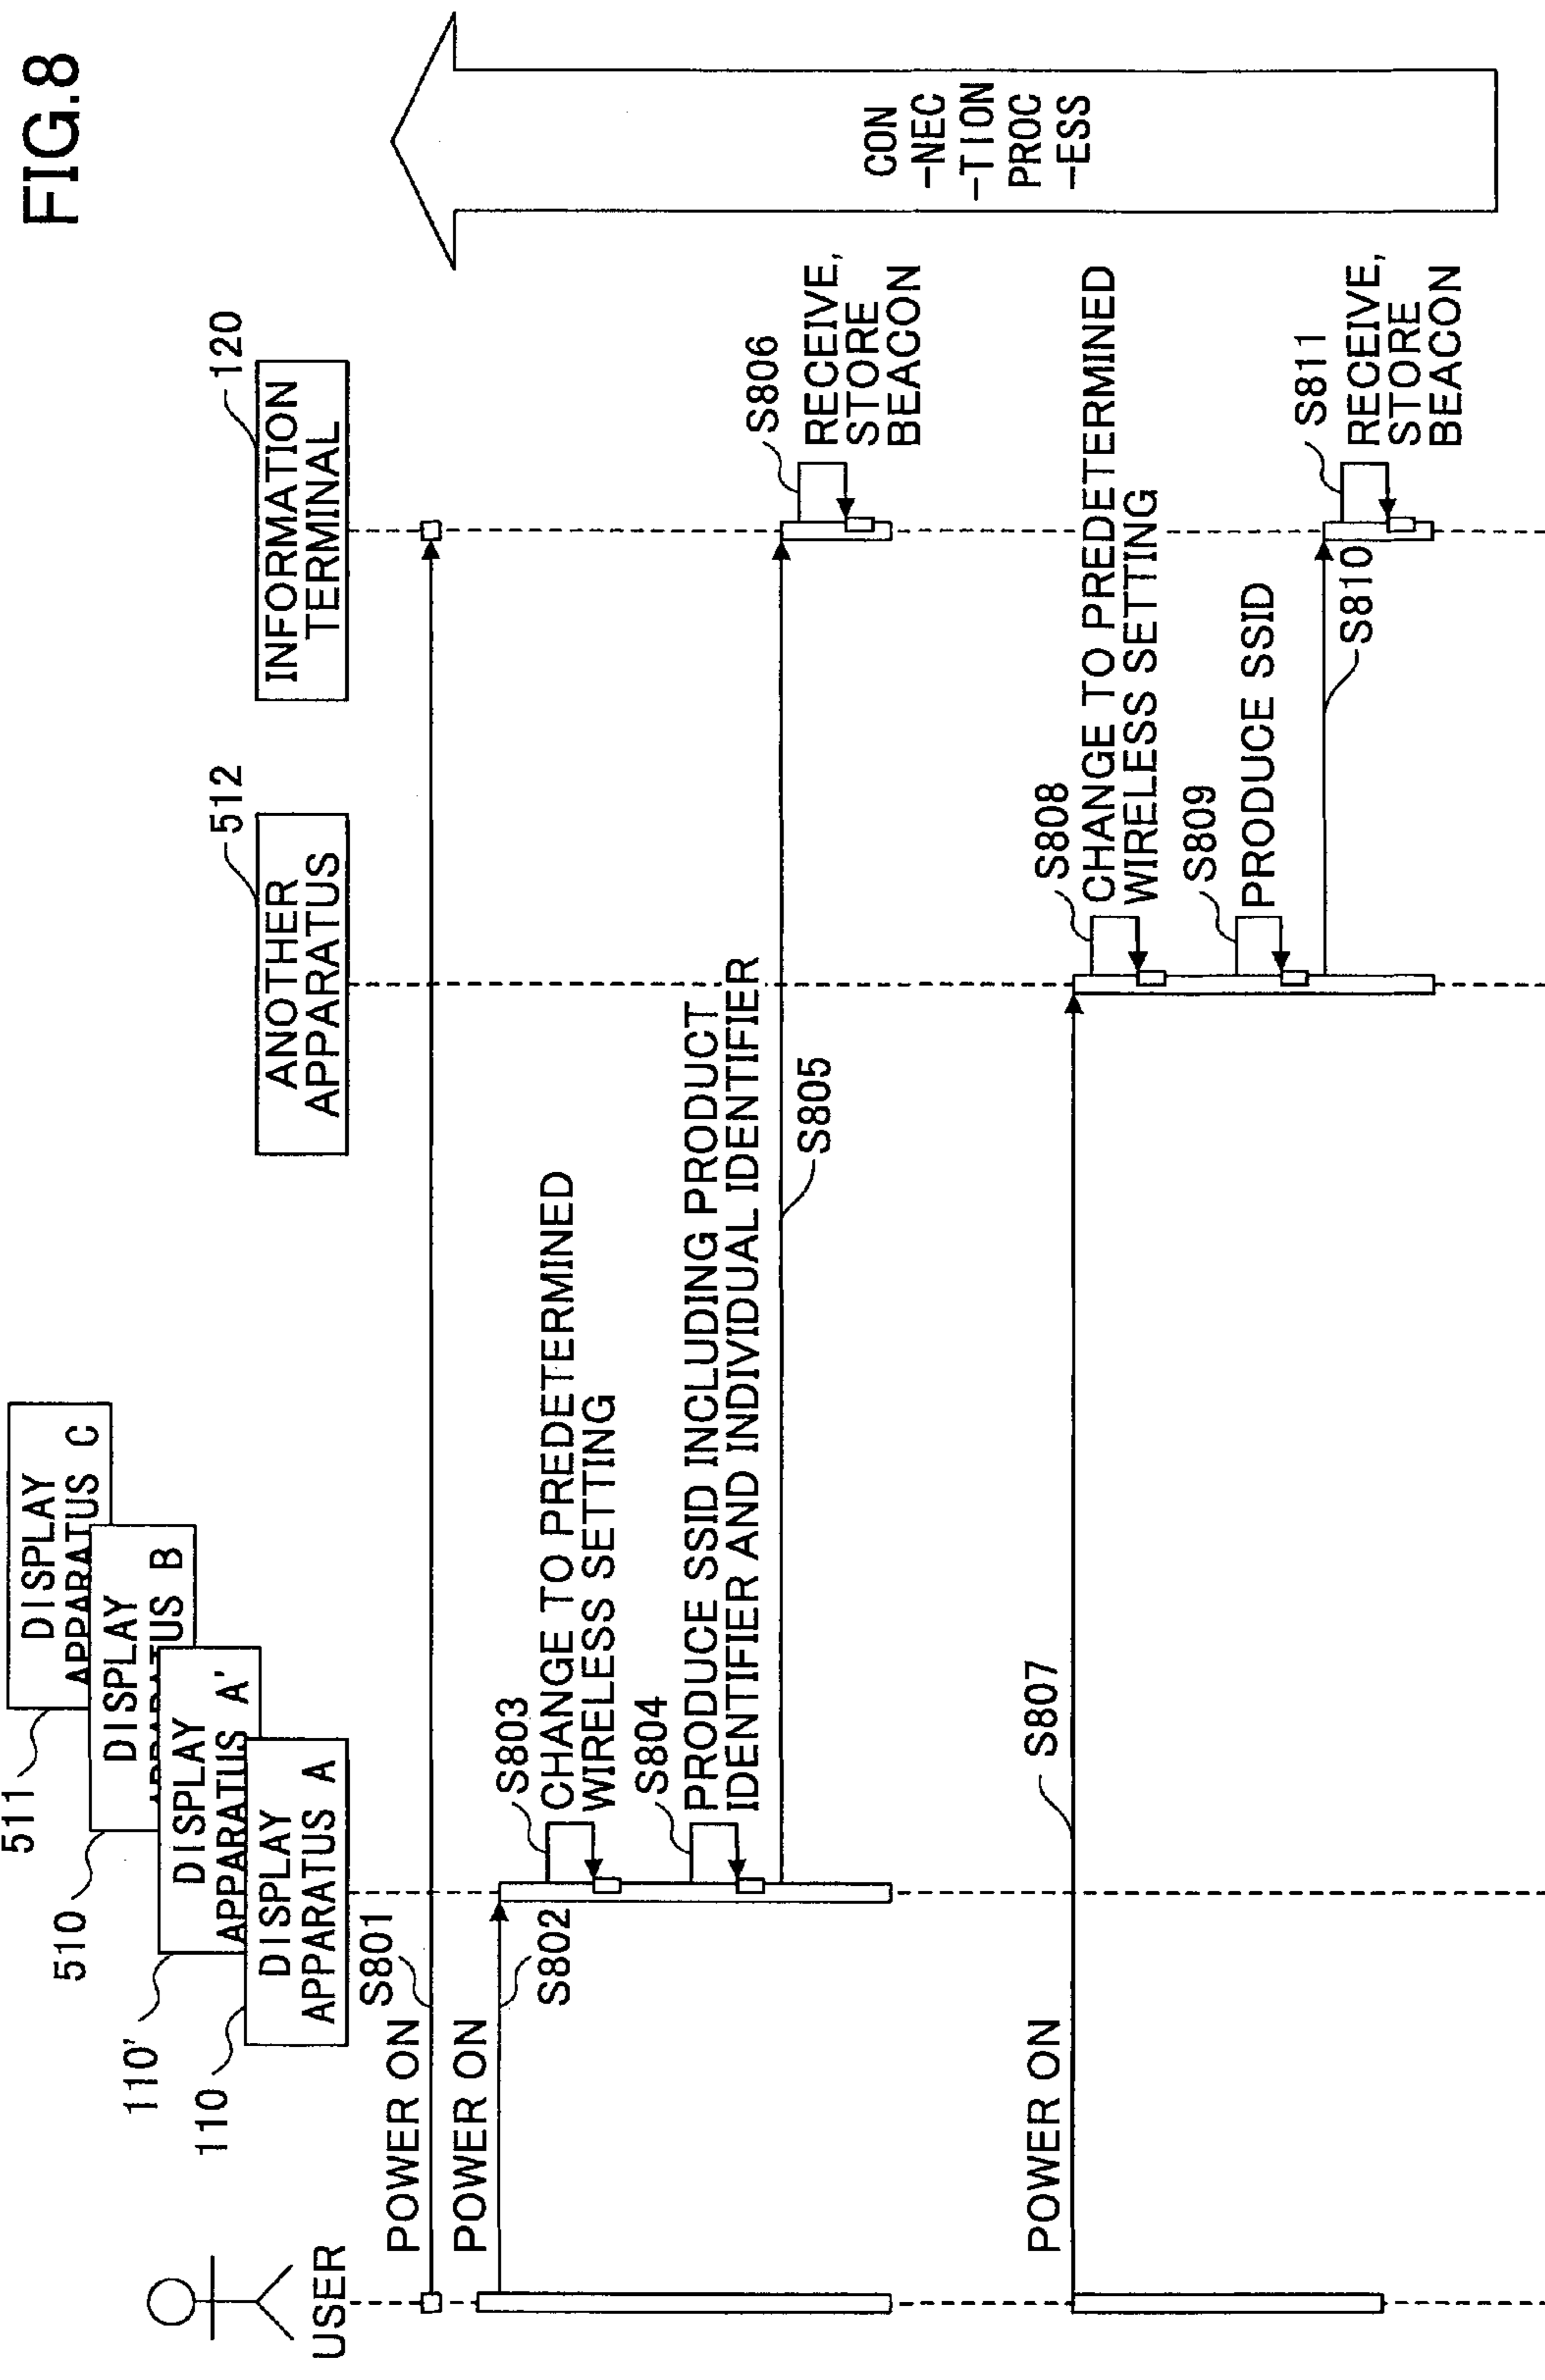 FIG.8
511
DISPLAY
APPARATUS C
510
DISPLAY
APPARATUS B
110'
DISPLAY
APPARATUS A'
110
DISPLAY
APPARATUS A
USER
512
ANOTHER
APPARATUS
120
INFORMATION
TERMINAL
POWER ON
S801
POWER ON
S802
S803
CHANGE TO PREDETERMINED
WIRELESS SETTING
S804
PRODUCE SSID INCLUDING PRODUCT
IDENTIFIER AND INDIVIDUAL IDENTIFIER
S805
S806
RECEIVE,
STORE
BEACON
POWER ON
S807
S808
CHANGE TO PREDETERMINED
WIRELESS SETTING
S809
PRODUCE SSID
S810
S811
RECEIVE,
STORE
BEACON
CON
-NEC
-TION
PROC
-ESS